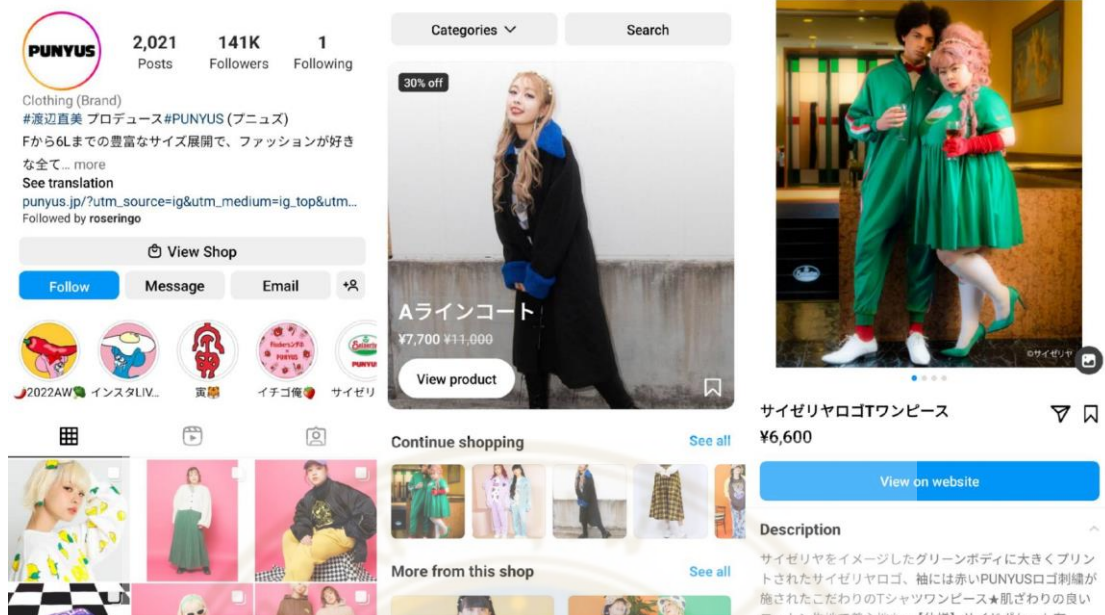 PUNYUS
2,021
141K
1
Posts
Followers
Following
Clothing (Brand)
#渡辺直美 プロデュース#PUNYUS (プニュズ)
Fから6Lまでの豊富なサイズ展開で、ファッションが好き
な全て... more
See translation
punyus.jp/?utm_source=ig&utm_medium=ig_top&utm...
Followed by roseringo
View Shop
Follow
Message
Email
PUNYUS
🌶️2022AW🥦
インスタLIV...
寅🐯
イチゴ俺🍓
サイゼリ
Categories
Search
30% off
Aラインコート
¥7,700 ¥11,000
View product
Continue shopping
See all
More from this shop
See all
©サイゼリヤ
サイゼリヤロゴTワンピース
¥6,600
View on website
Description
サイゼリヤをイメージしたグリーンボディに大きくプリン
トされたサイゼリヤロゴ、袖には赤いPUNYUSロゴ刺繍が
施されたこだわりのTシャツワンピース★肌ざわりの良い